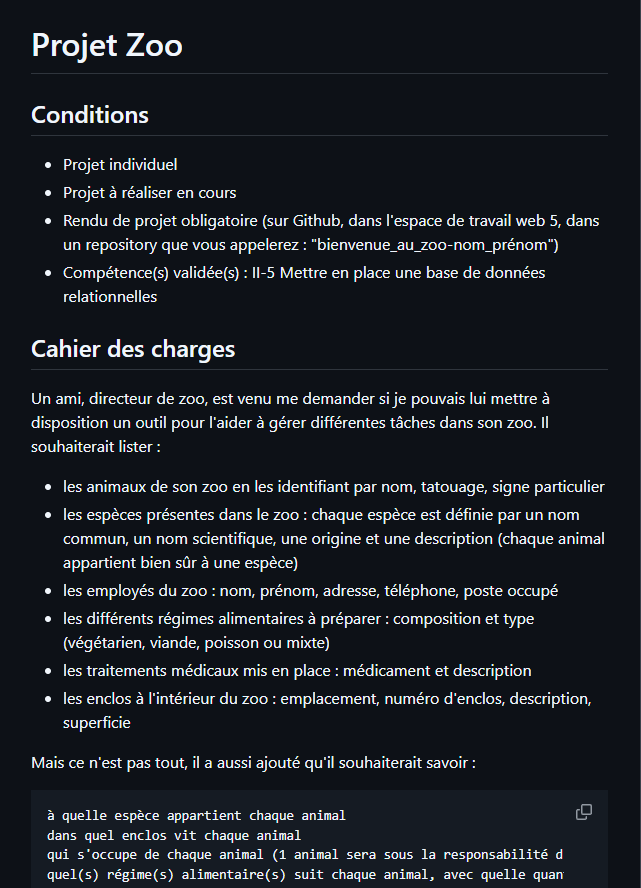 Projet Zoo
Conditions
Projet individuel
Projet à réaliser en cours
Rendu de projet obligatoire (sur Github, dans l'espace de travail web 5, dans
un repository que vous appelerez : "bienvenue_au_zoo-nom_prénom")
Compétence(s) validée(s) : II-5 Mettre en place une base de données
relationnelles
Cahier des charges
Un ami, directeur de zoo, est venu me demander si je pouvais lui mettre à
disposition un outil pour l'aider à gérer différentes tâches dans son zoo. Il
souhaiterait lister :
les animaux de son zoo en les identifiant par nom, tatouage, signe particulier
les espèces présentes dans le zoo : chaque espèce est définie par un nom
commun, un nom scientifique, une origine et une description (chaque animal
appartient bien sûr à une espèce)
les employés du zoo : nom, prénom, adresse, téléphone, poste occupé
les différents régimes alimentaires à préparer : composition et type
(végétarien, viande, poisson ou mixte)
les traitements médicaux mis en place : médicament et description
les enclos à l'intérieur du zoo : emplacement, numéro d'enclos, description,
superficie
Mais ce n'est pas tout, il a aussi ajouté qu'il souhaiterait savoir :
à quelle espèce appartient chaque animal
dans quel enclos vit chaque animal
qui s'occupe de chaque animal (1 animal sera sous la responsabilité d
quel(s) régime(s) alimentaire(s) suit chaque animal, avec quelle quan